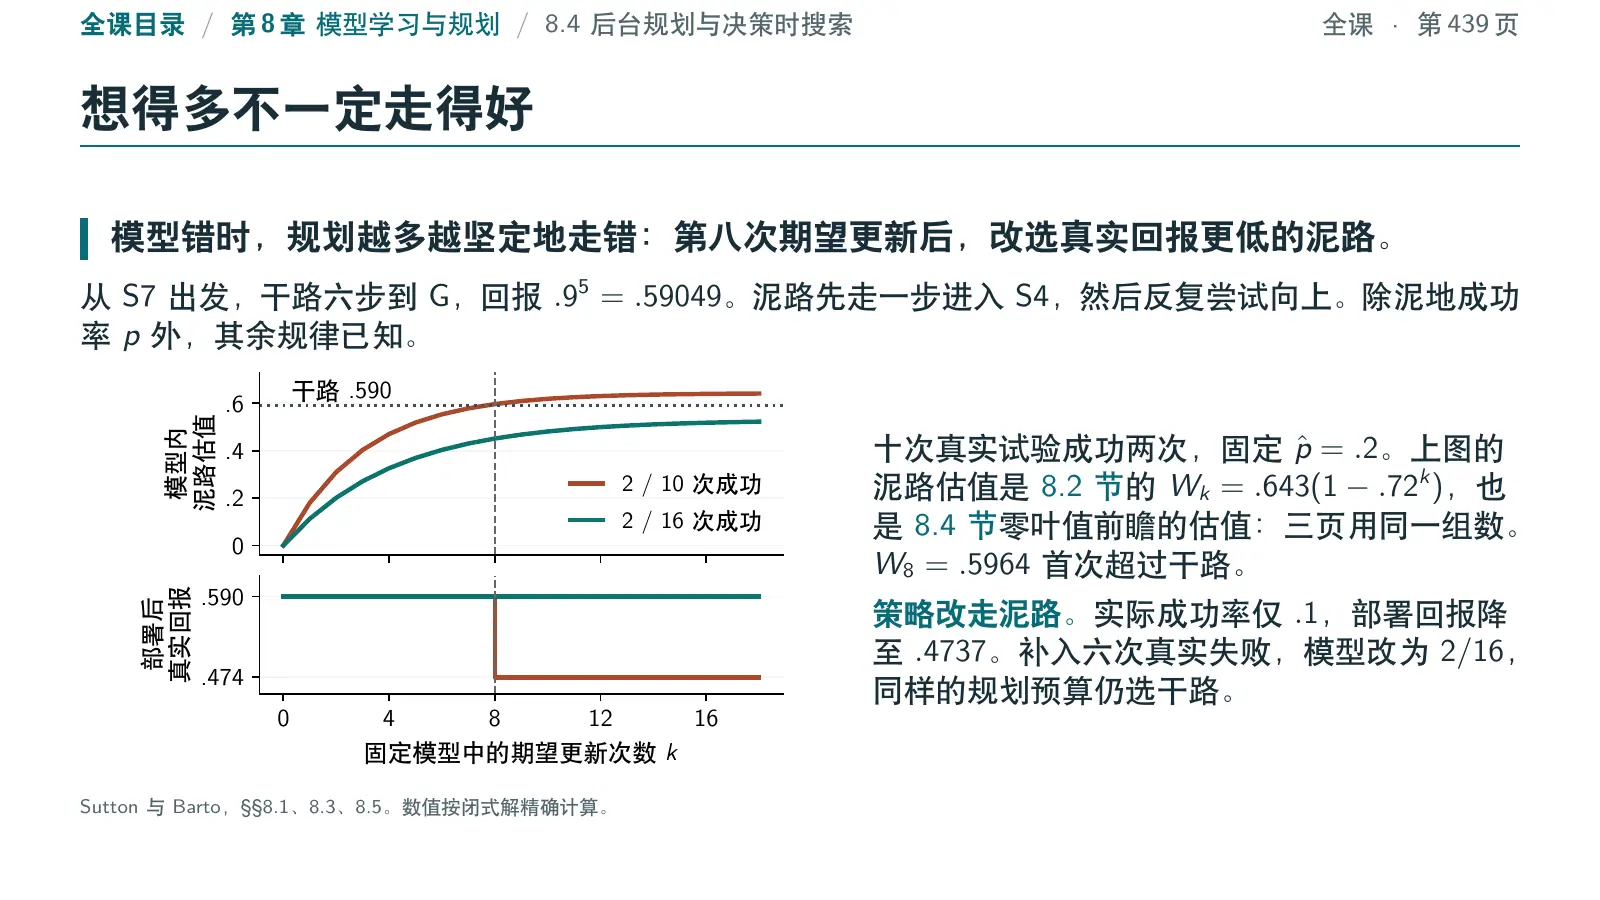 全课目录 / 第 8 章 模型学习与规划 / 8.4 后台规划与决策时搜索
全课 · 第 439 页
想得多不一定走得好
模型错时，规划越多越坚定地走错：第八次期望更新后，改选真实回报更低的泥路。
从 S7 出发，干路六步到 G，回报 .9⁵ = .59049。泥路先走一步进入 S4，然后反复尝试向上。除泥地成功
率 p 外，其余规律已知。
干路 .590
模型内
泥路估值
.6
.4
.2
0
2 / 10 次成功
2 / 16 次成功
部署后
真实回报
.590
.474
0 4 8 12 16
固定模型中的期望更新次数 k
十次真实试验成功两次，固定 p̂ = .2。上图的
泥路估值是 8.2 节的 Wₖ = .643(1 − .72ᵏ)，也
是 8.4 节零叶值前瞻的估值：三页用同一组数。
W₈ = .5964 首次超过干路。
策略改走泥路。实际成功率仅 .1，部署回报降
至 .4737。补入六次真实失败，模型改为 2/16，
同样的规划预算仍选干路。
Sutton 与 Barto，§§8.1、8.3、8.5。数值按闭式解精确计算。